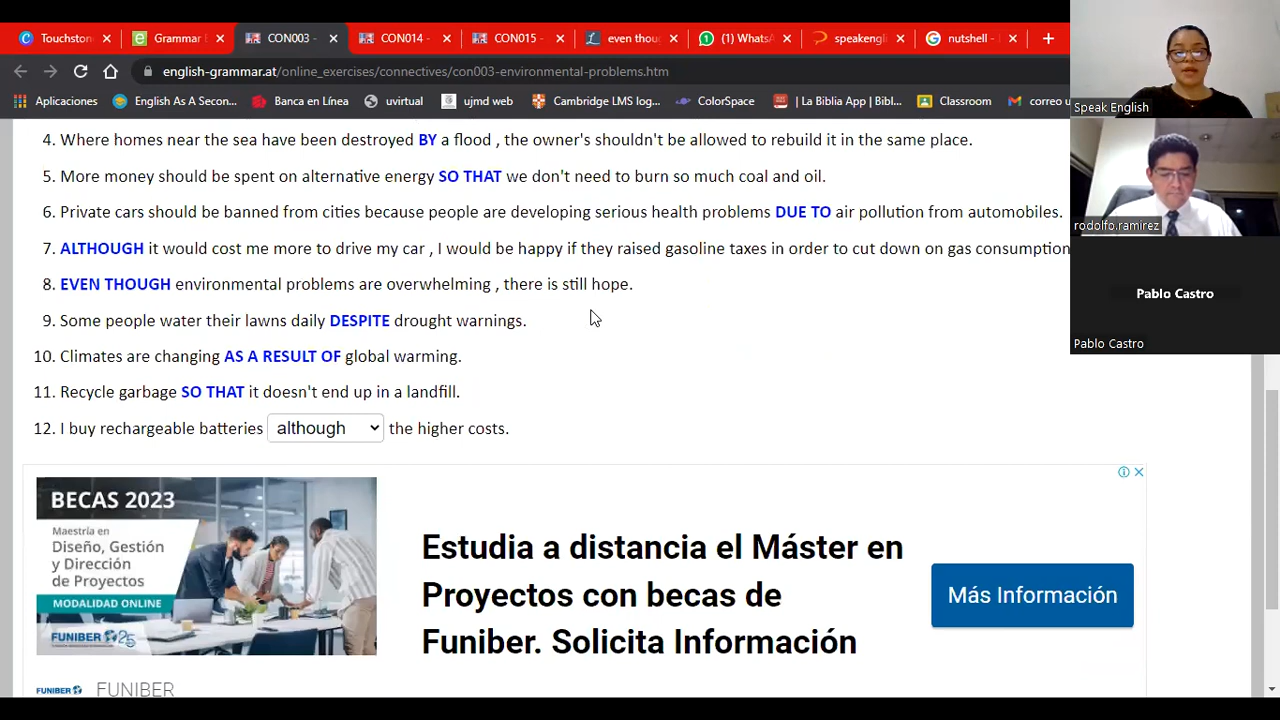 Touchston
Grammar E
CON003 -
CON014 -
CON015 -
even thou
(1) WhatsA
speakengli
nutshell -
english-grammar.at/online_exercises/connectives/con003-environmental-problems.htm
Aplicaciones
English As A Secon...
Banca en Línea
uvirtual
ujmd web
Cambridge LMS log...
ColorSpace
| La Biblia App | Bibl...
Classroom
correo u
Speak English
rodolfo.ramirez
Pablo Castro
Pablo Castro
4. Where homes near the sea have been destroyed BY a flood , the owner's shouldn't be allowed to rebuild it in the same place.
5. More money should be spent on alternative energy SO THAT we don't need to burn so much coal and oil.
6. Private cars should be banned from cities because people are developing serious health problems DUE TO air pollution from automobiles.
7. ALTHOUGH it would cost me more to drive my car , I would be happy if they raised gasoline taxes in order to cut down on gas consumption
8. EVEN THOUGH environmental problems are overwhelming , there is still hope.
9. Some people water their lawns daily DESPITE drought warnings.
10. Climates are changing AS A RESULT OF global warming.
11. Recycle garbage SO THAT it doesn't end up in a landfill.
12. I buy rechargeable batteries although the higher costs.
BECAS 2023
Maestría en
Diseño, Gestión
y Dirección
de Proyectos
MODALIDAD ONLINE
FUNIBER 25
Estudia a distancia el Máster en
Proyectos con becas de
Funiber. Solicita Información
Más Información
FUNIBER
FUNIBER